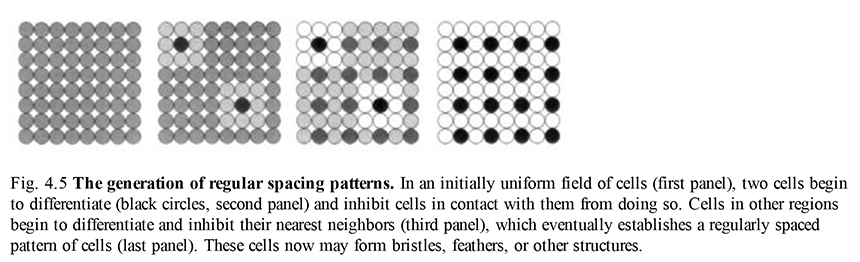 Fig. 4.5 The generation of regular spacing patterns. In an initially uniform field of cells (first panel), two cells begin
to differentiate (black circles, second panel) and inhibit cells in contact with them from doing so. Cells in other regions
begin to differentiate and inhibit their nearest neighbors (third panel), which eventually establishes a regularly spaced
pattern of cells (last panel). These cells now may form bristles, feathers, or other structures.